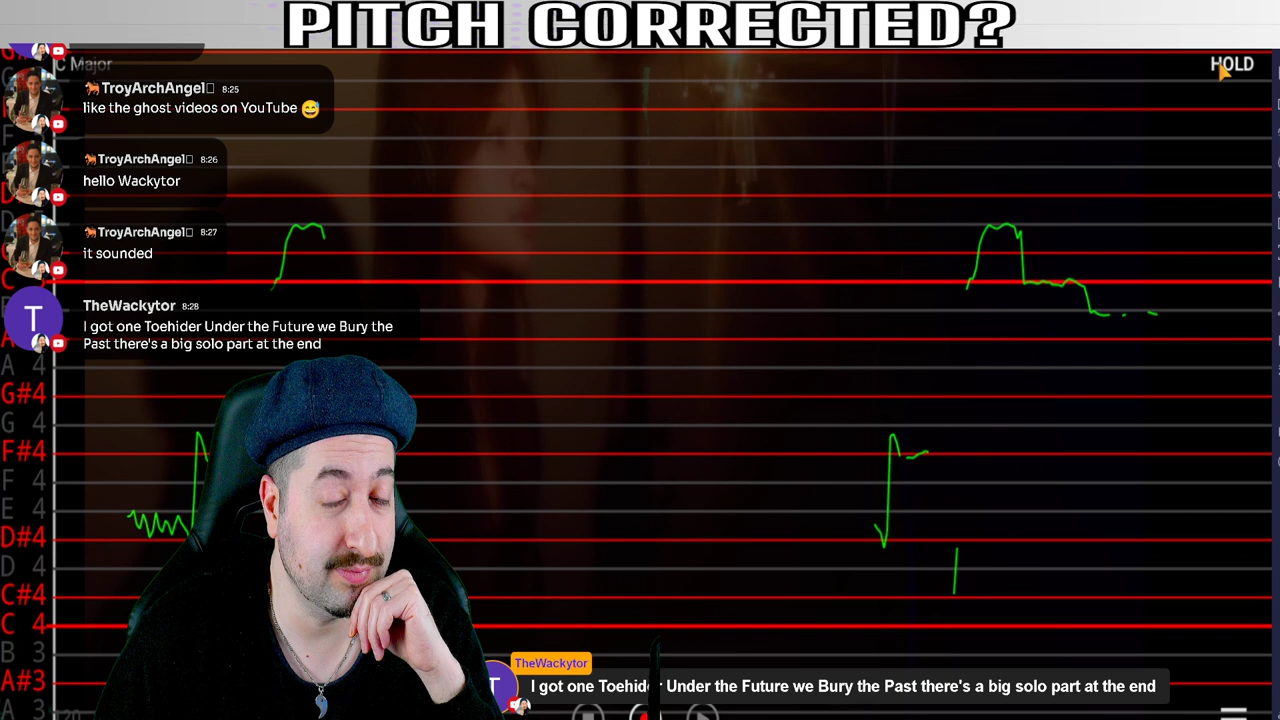 PITCH CORRECTED?
C Major
HOLD
TroyArchAngel 8:25
like the ghost videos on YouTube 😅
TroyArchAngel 8:26
hello Wackytor
TroyArchAngel 8:27
it sounded
TheWackytor 8:28
I got one Toehider Under the Future we Bury the
Past there's a big solo part at the end
A 4
G#4
G 4
F#4
F 4
E 4
D#4
D 4
C#4
C 4
B 3
A#3
A 3
T
TheWackytor
T
I got one Toehider Under the Future we Bury the Past there's a big solo part at the end